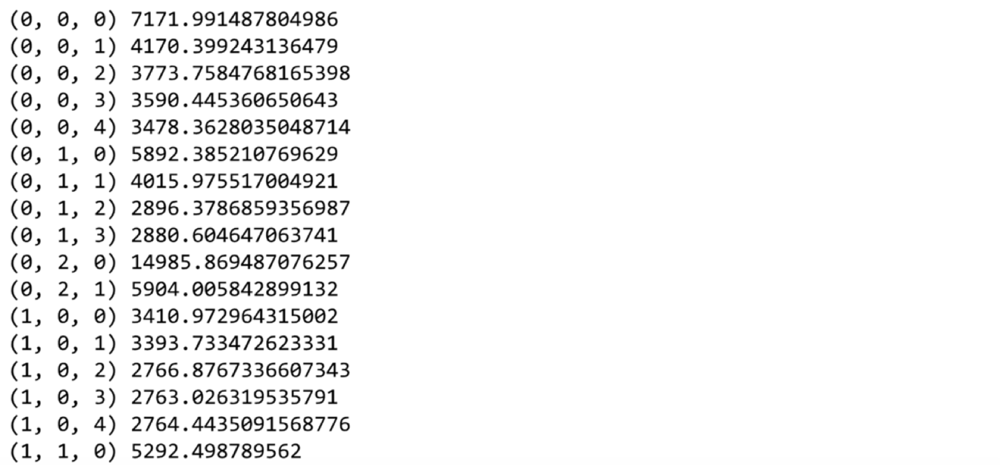 (0, 0, 0) 7171.991487804986
(0, 0, 1) 4170.399243136479
(0, 0, 2) 3773.7584768165398
(0, 0, 3) 3590.445360650643
(0, 0, 4) 3478.3628035048714
(0, 1, 0) 5892.385210769629
(0, 1, 1) 4015.975517004921
(0, 1, 2) 2896.3786859356987
(0, 1, 3) 2880.604647063741
(0, 2, 0) 14985.869487076257
(0, 2, 1) 5904.005842899132
(1, 0, 0) 3410.972964315002
(1, 0, 1) 3393.733472623331
(1, 0, 2) 2766.8767336607343
(1, 0, 3) 2763.026319535791
(1, 0, 4) 2764.4435091568776
(1, 1, 0) 5292.498789562